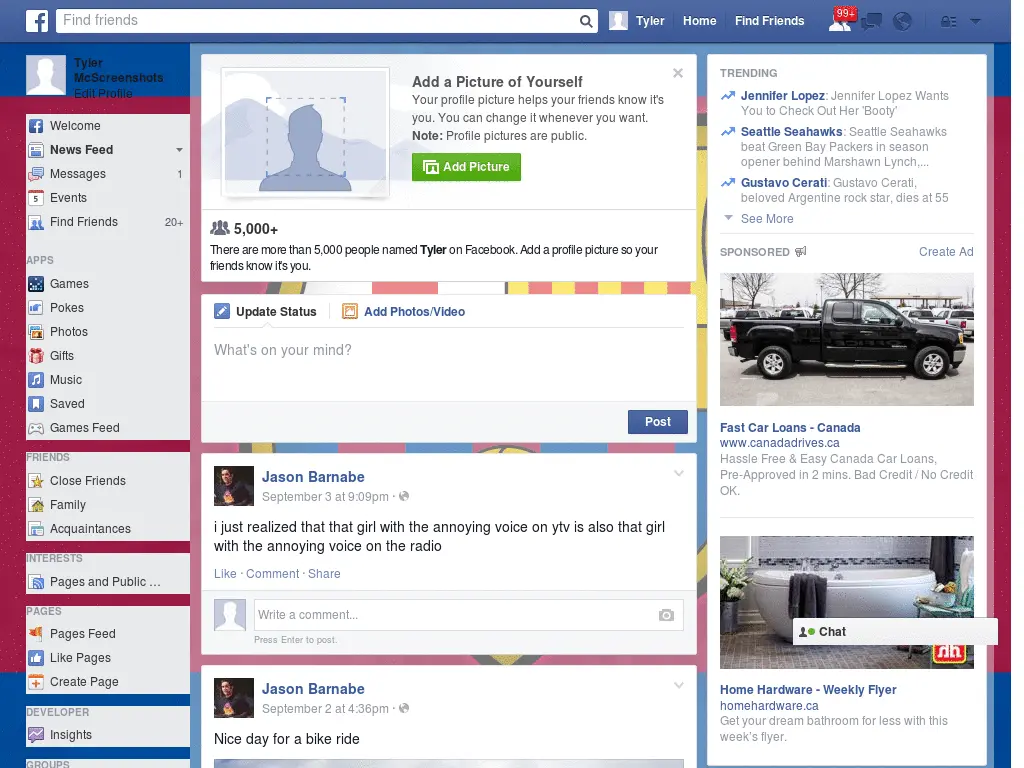 Find friends
Tyler
Home
Find Friends
99+
Tyler
McScreenshots
Edit Profile
Welcome
News Feed
Messages
1
Events
Find Friends
20+
APPS
Games
Pokes
Photos
Gifts
Music
Saved
Games Feed
FRIENDS
Close Friends
Family
Acquaintances
INTERESTS
Pages and Public ...
PAGES
Pages Feed
Like Pages
Create Page
DEVELOPER
Insights
GROUPS
Add a Picture of Yourself
Your profile picture helps your friends know it's
you. You can change it whenever you want.
Note: Profile pictures are public.
Add Picture
5,000+
There are more than 5,000 people named Tyler on Facebook. Add a profile picture so your
friends know it's you.
Update Status
Add Photos/Video
What's on your mind?
Post
Jason Barnabe
September 3 at 9:09pm ·
i just realized that that girl with the annoying voice on ytv is also that girl
with the annoying voice on the radio
Like · Comment · Share
Write a comment...
Press Enter to post.
Jason Barnabe
September 2 at 4:36pm ·
Nice day for a bike ride
TRENDING
Jennifer Lopez: Jennifer Lopez Wants
You to Check Out Her 'Booty'
Seattle Seahawks: Seattle Seahawks
beat Green Bay Packers in season
opener behind Marshawn Lynch,...
Gustavo Cerati: Gustavo Cerati,
beloved Argentine rock star, dies at 55
See More
SPONSORED
Create Ad
Fast Car Loans - Canada
www.canadadrives.ca
Hassle Free & Easy Canada Car Loans,
Pre-Approved in 2 mins. Bad Credit / No Credit
OK.
Chat
Home Hardware - Weekly Flyer
homehardware.ca
Get your dream bathroom for less with this
week's flyer.